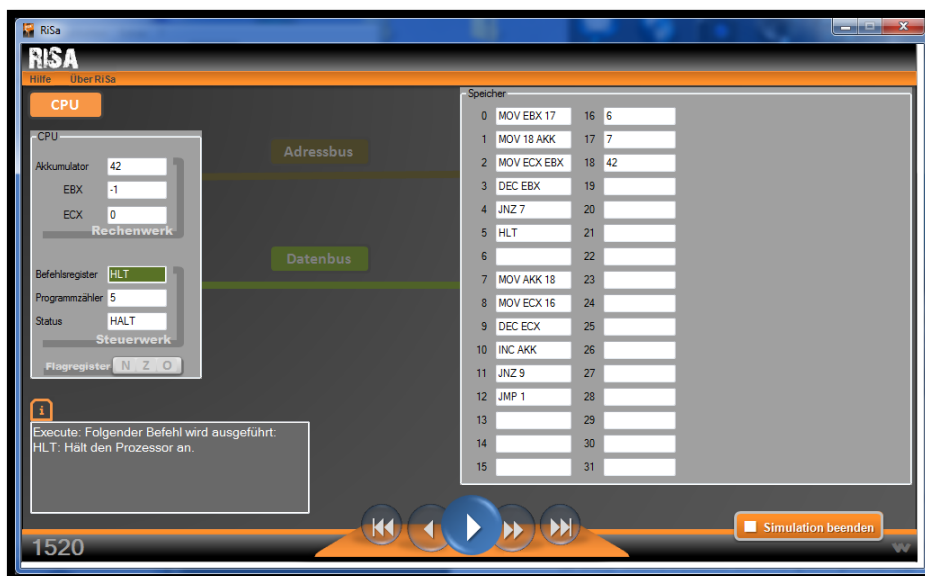 RiSa
RiSA
Hilfe Über RiSa
CPU
CPU
Akkumulator 42
EBX -1
ECX 0
Rechenwerk
Befehlsregister HLT
Programmzähler 5
Status HALT
Steuerwerk
Flagregister N Z O
i
Execute: Folgender Befehl wird ausgeführt:
HLT: Hält den Prozessor an.
Adressbus
Datenbus
Speicher
0 MOV EBX 17 16 6
1 MOV 18 AKK 17 7
2 MOV ECX EBX 18 42
3 DEC EBX 19
4 JNZ 7 20
5 HLT 21
6 22
7 MOV AKK 18 23
8 MOV ECX 16 24
9 DEC ECX 25
10 INC AKK 26
11 JNZ 9 27
12 JMP 1 28
13 29
14 30
15 31
Simulation beenden
1520